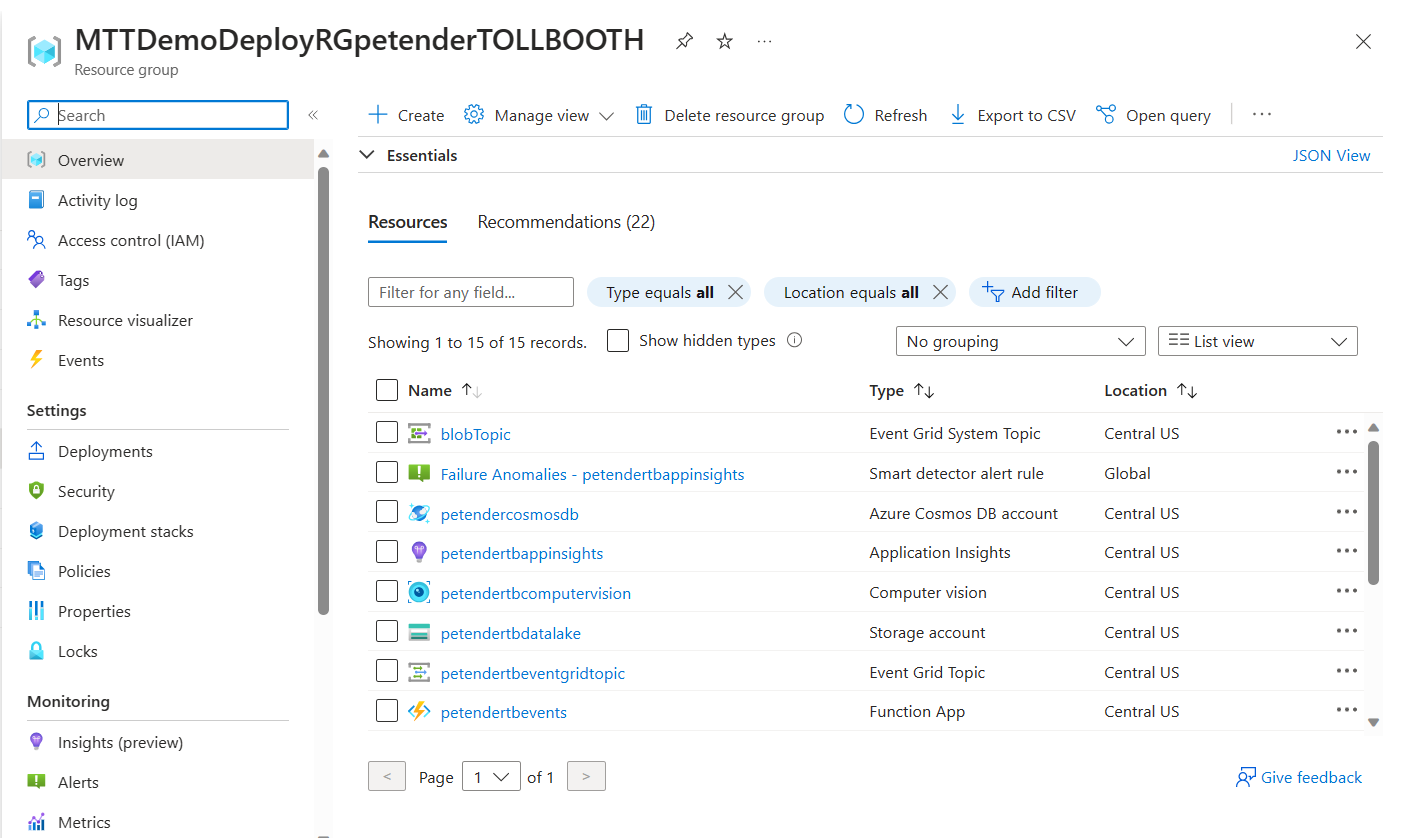 MTTDemoDeployRGpetenderTOLLBOOTH
Resource group
Search
Overview
Activity log
Access control (IAM)
Tags
Resource visualizer
Events
Settings
Deployments
Security
Deployment stacks
Policies
Properties
Locks
Monitoring
Insights (preview)
Alerts
Metrics
Create Manage view Delete resource group Refresh Export to CSV Open query
Essentials JSON View
Resources Recommendations (22)
Filter for any field... Type equals all Location equals all Add filter
Showing 1 to 15 of 15 records. Show hidden types No grouping List view
Name Type Location
blobTopic Event Grid System Topic Central US
Failure Anomalies - petendertbappinsights Smart detector alert rule Global
petendercosmosdb Azure Cosmos DB account Central US
petendertbappinsights Application Insights Central US
petendertbcomputervision Computer vision Central US
petendertbdatalake Storage account Central US
petendertbeventgridtopic Event Grid Topic Central US
petendertbevents Function App Central US
< Page 1 of 1 > Give feedback